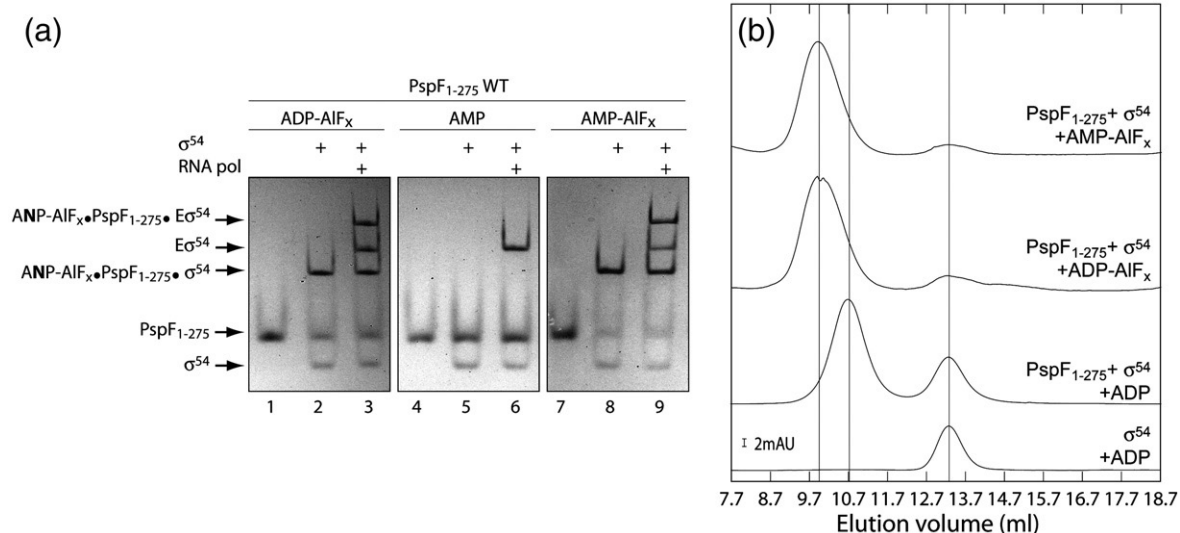 (a)
PspF1-275 WT
ADP-AlFx AMP AMP-AlFx
σ54 + + + + + +
RNA pol + + +
ANP-AlFx•PspF1-275• Eσ54
Eσ54
ANP-AlFx•PspF1-275• σ54
PspF1-275
σ54
1 2 3 4 5 6 7 8 9
(b)
PspF1-275+ σ54
+AMP-AlFx
PspF1-275+ σ54
+ADP-AlFx
PspF1-275+ σ54
+ADP
σ54
+ADP
2mAU
7.7 8.7 9.7 10.7 11.7 12.7 13.7 14.7 15.7 16.7 17.7 18.7
Elution volume (ml)